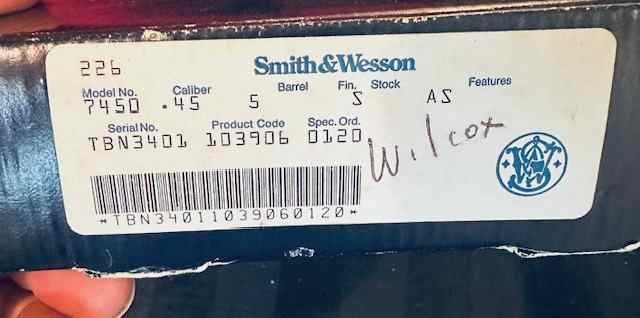 226
Smith&Wesson
Model No. Caliber Barrel Fin. Stock Features
7450 .45 5 S AS
Serial No. Product Code Spec. Ord.
TBN3401 103906 0120
Wilcox
*TBN34011039060120*